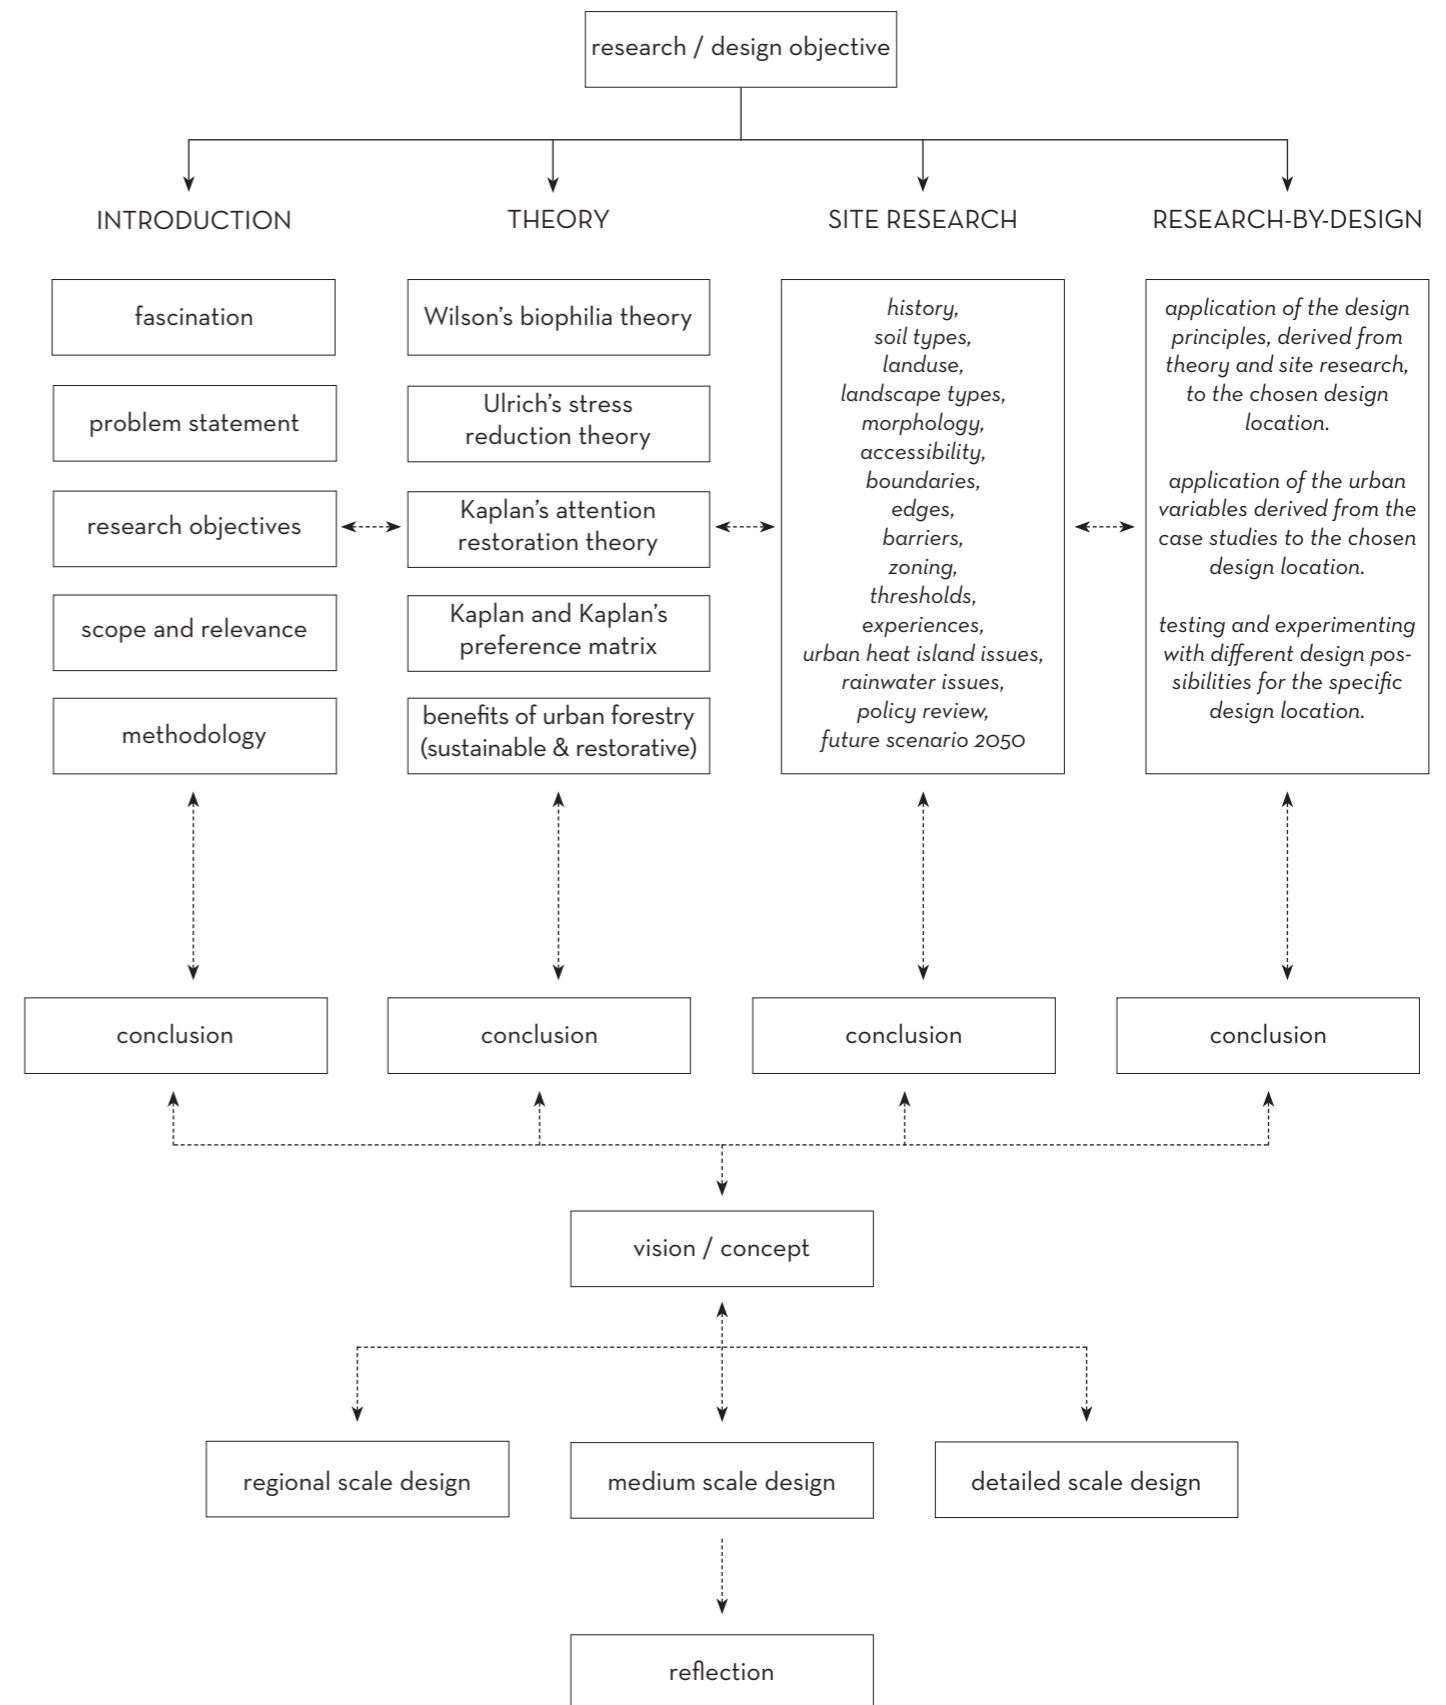 research / design objective
INTRODUCTION
THEORY
SITE RESEARCH
RESEARCH-BY-DESIGN
fascination
problem statement
research objectives
scope and relevance
methodology
Wilson’s biophilia theory
Ulrich’s stress
reduction theory
Kaplan’s attention
restoration theory
Kaplan and Kaplan’s
preference matrix
benefits of urban forestry
(sustainable & restorative)
history,
soil types,
landuse,
landscape types,
morphology,
accessibility,
boundaries,
edges,
barriers,
zoning,
thresholds,
experiences,
urban heat island issues,
rainwater issues,
policy review,
future scenario 2050
application of the design
principles, derived from
theory and site research,
to the chosen design
location.
application of the urban
variables derived from the
case studies to the chosen
design location.
testing and experimenting
with different design pos-
sibilities for the specific
design location.
conclusion
conclusion
conclusion
conclusion
vision / concept
regional scale design
medium scale design
detailed scale design
reflection